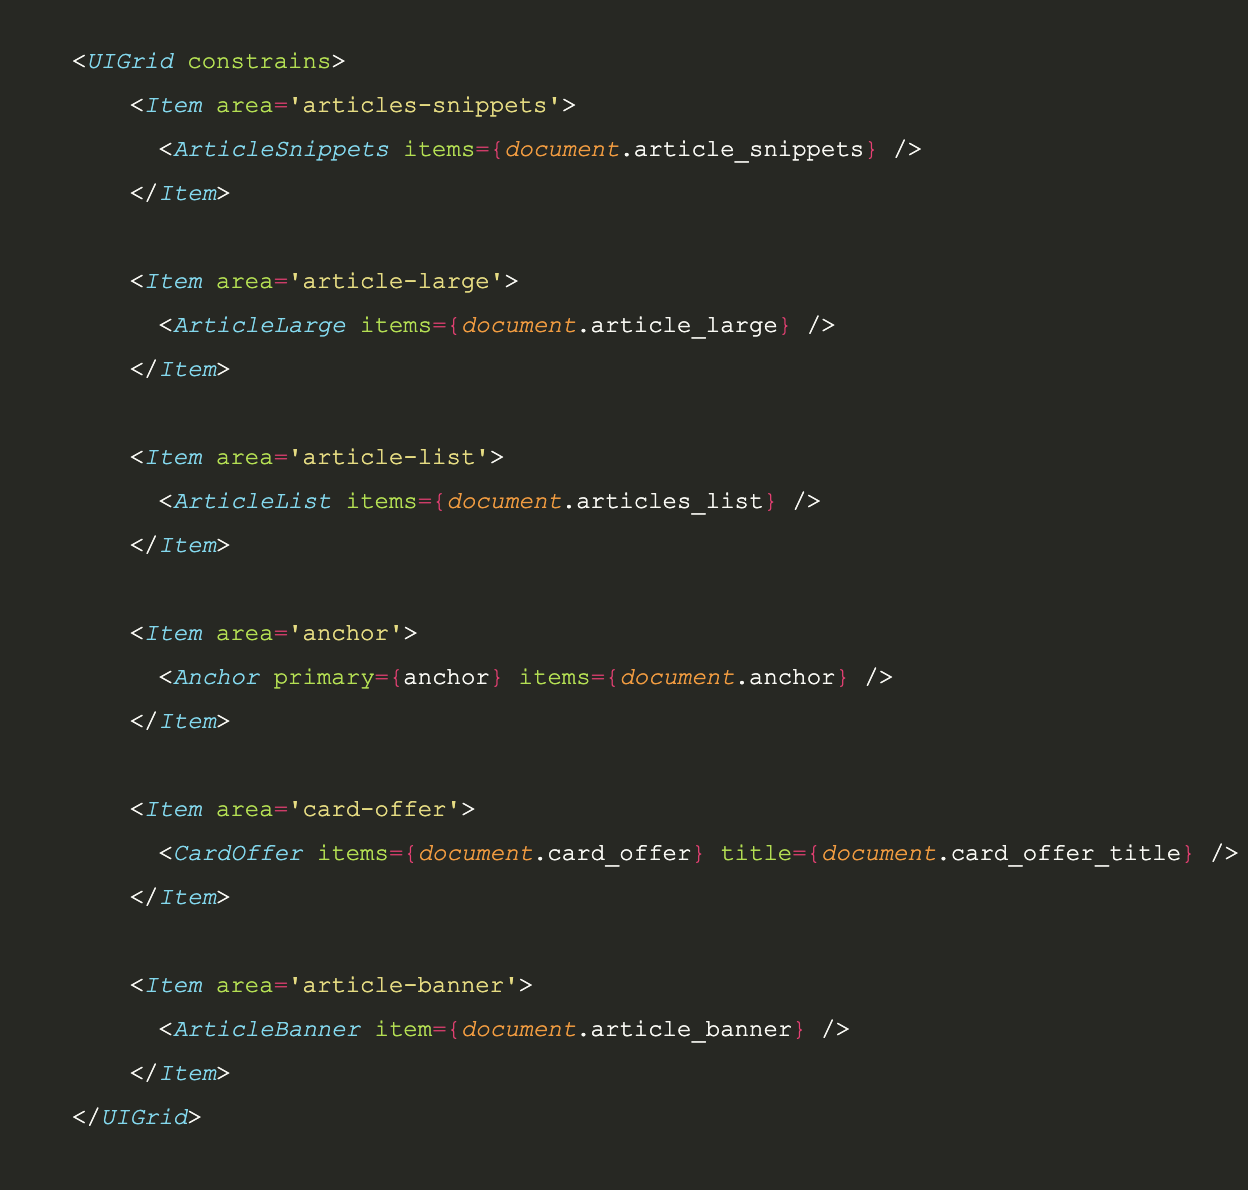 <UIGrid constrains>
<Item area='articles-snippets'>
<ArticleSnippets items={document.article_snippets} />
</Item>
<Item area='article-large'>
<ArticleLarge items={document.article_large} />
</Item>
<Item area='article-list'>
<ArticleList items={document.articles_list} />
</Item>
<Item area='anchor'>
<Anchor primary={anchor} items={document.anchor} />
</Item>
<Item area='card-offer'>
<CardOffer items={document.card_offer} title={document.card_offer_title} />
</Item>
<Item area='article-banner'>
<ArticleBanner item={document.article_banner} />
</Item>
</UIGrid>